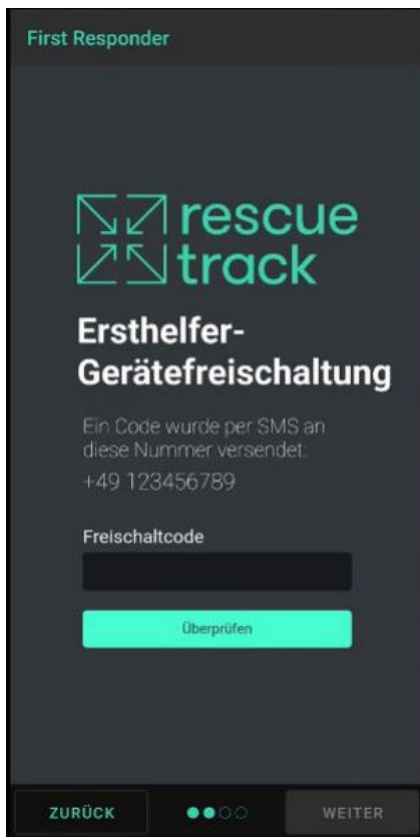 First Responder
rescue
track
Ersthelfer-
Gerätefreischaltung
Ein Code wurde per SMS an
diese Nummer versendet:
+49 123456789
Freischaltcode
Überprüfen
ZURÜCK
WEITER